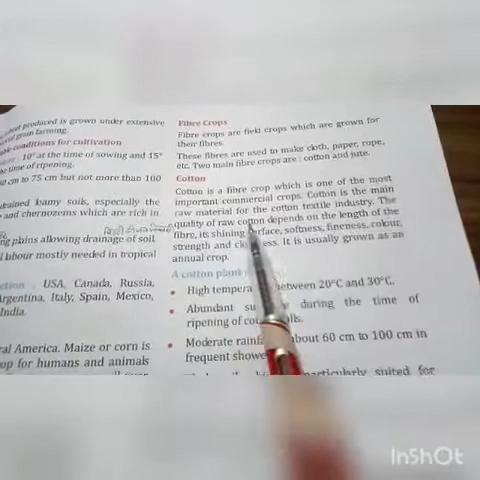 produced is grown under extensive
grain farming.
conditions for cultivation
10° at the time of sowing and 15°
time of ripening.
cm to 75 cm but not more than 100
drained loamy soils, especially the
and chernozems which are rich in
plains allowing drainage of soil
labour mostly needed in tropical
USA, Canada, Russia,
Argentina, Italy, Spain, Mexico,
India.
America. Maize or corn is
for humans and animals
Fibre Crops
Fibre crops are field crops which are grown for
their fibres.
These fibres are used to make cloth, paper, rope,
etc. Two main fibre crops are : cotton and jute.
Cotton
Cotton is a fibre crop which is one of the most
important commercial crops. Cotton is the main
raw material for the cotton textile industry. The
quality of raw cotton depends on the length of the
fibre, its shining surface, softness, fineness, colour,
strength and It is usually grown as an
annual crop.
A cotton plant
• High between 20°C and 30°C.
• Abundant during the time of
ripening of
• Moderate about 60 cm to 100 cm in
frequent
particularly suited for
InShOt